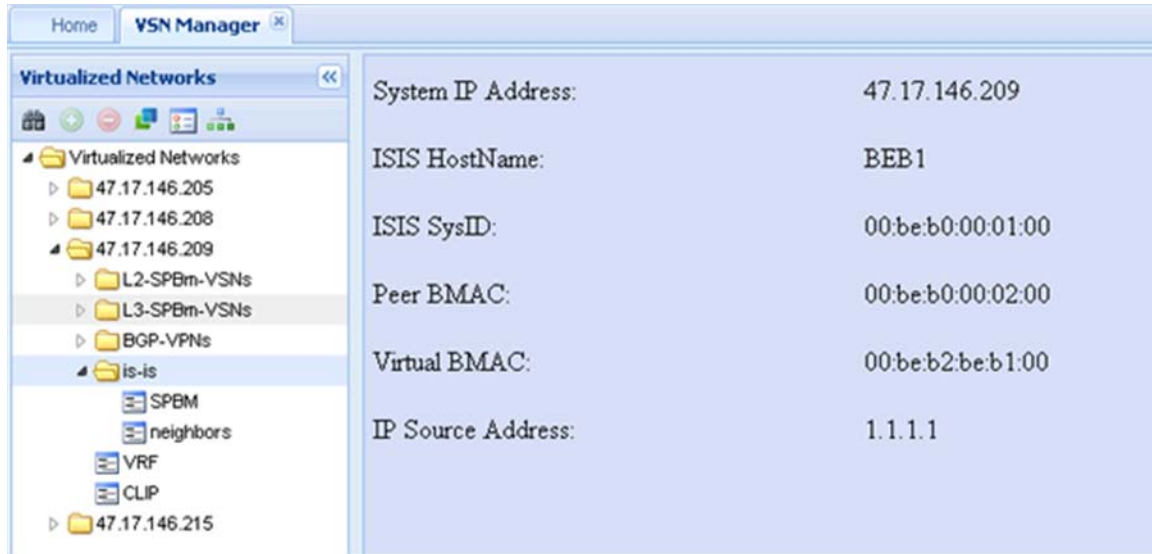 Home
VSN Manager
Virtualized Networks
Virtualized Networks
47.17.146.205
47.17.146.208
47.17.146.209
L2-SPBm-VSNs
L3-SPBm-VSNs
BGP-VPNs
is-is
SPBM
neighbors
VRF
CLIP
47.17.146.215
System IP Address: 47.17.146.209
ISIS HostName: BEB1
ISIS SysID: 00:be:b0:00:01:00
Peer BMAC: 00:be:b0:00:02:00
Virtual BMAC: 00:be:b2:be:b1:00
IP Source Address: 1.1.1.1